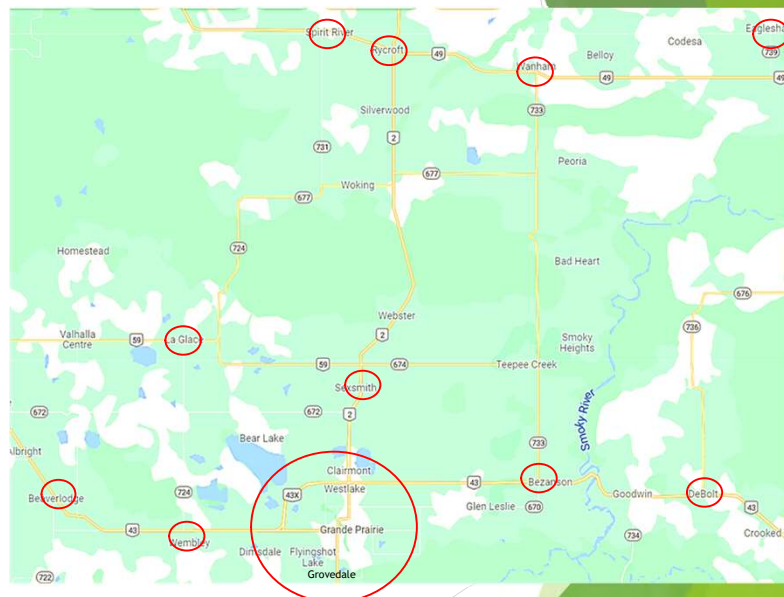 Spirit River
Rycroft
49
Wanham
Belloy
Codesa
Eaglesha
739
49
49
Silverwood
733
2
731
Peoria
Woking
677
677
724
Homestead
Bad Heart
676
Webster
736
Valhalla
Centre
59
La Glace
2
Smoky
Heights
59
674
Teepee Creek
Sexsmith
672
672
2
Smoky River
Albright
Bear Lake
733
Clairmont
Beaverlodge
724
43X
Westlake
43
Bezanson
Goodwin
DeBolt
Glen Leslie
670
43
43
Wembley
Dimsdale
Flyingshot
Lake
Grande Prairie
734
Crooked
722
Grovedale